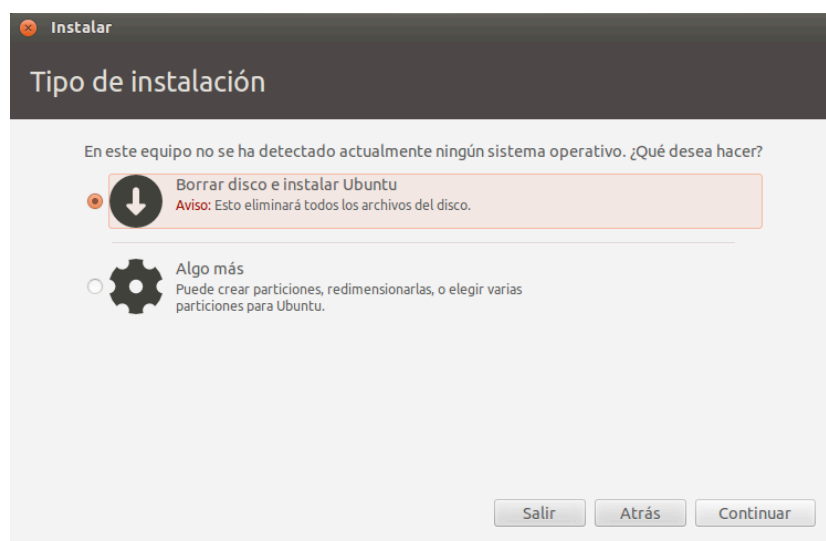 Instalar
Tipo de instalación
En este equipo no se ha detectado actualmente ningún sistema operativo. ¿Qué desea hacer?
Borrar disco e instalar Ubuntu
Aviso: Esto eliminará todos los archivos del disco.
Algo más
Puede crear particiones, redimensionarlas, o elegir varias
particiones para Ubuntu.
Salir
Atrás
Continuar